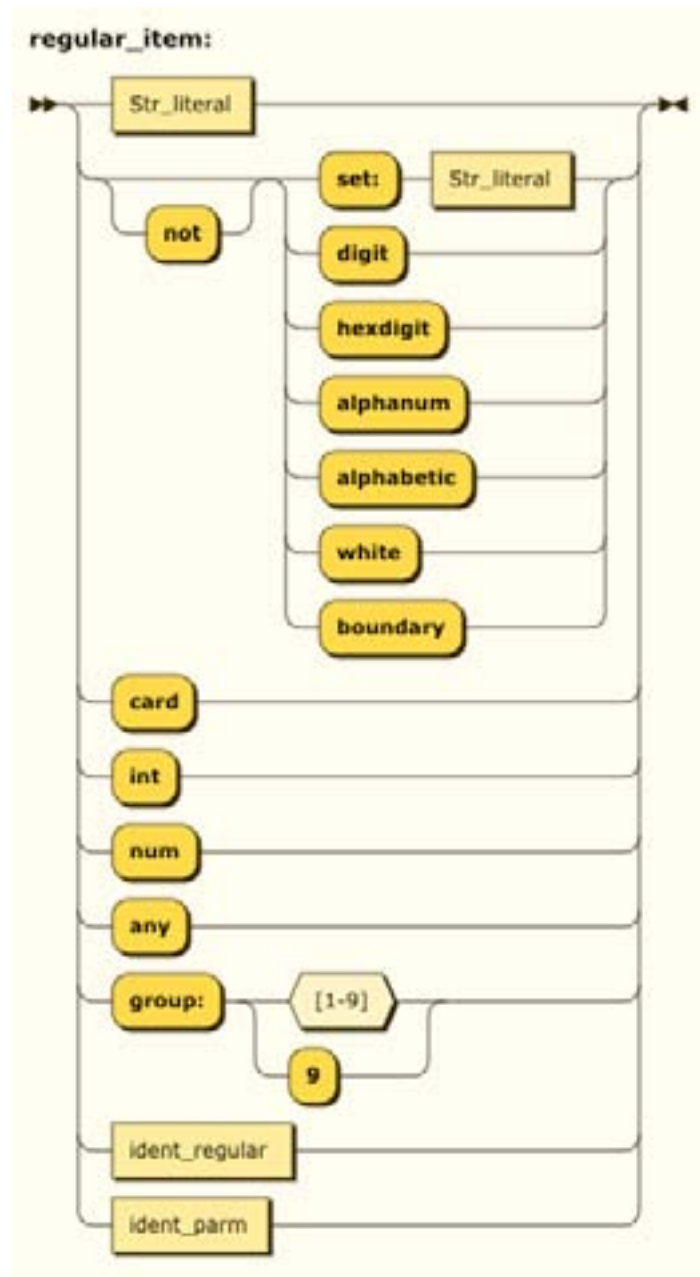 regular_item:
Str_literal
set: Str_literal
not
digit
hexdigit
alphanum
alphabetic
white
boundary
card
int
num
any
group: [1-9]
9
ident_regular
ident_parm